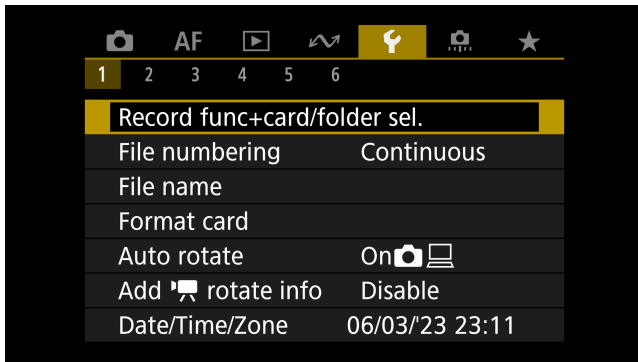 AF
1 2 3 4 5 6
Record func+card/folder sel.
File numbering Continuous
File name
Format card
Auto rotate On
Add rotate info Disable
Date/Time/Zone 06/03/'23 23:11